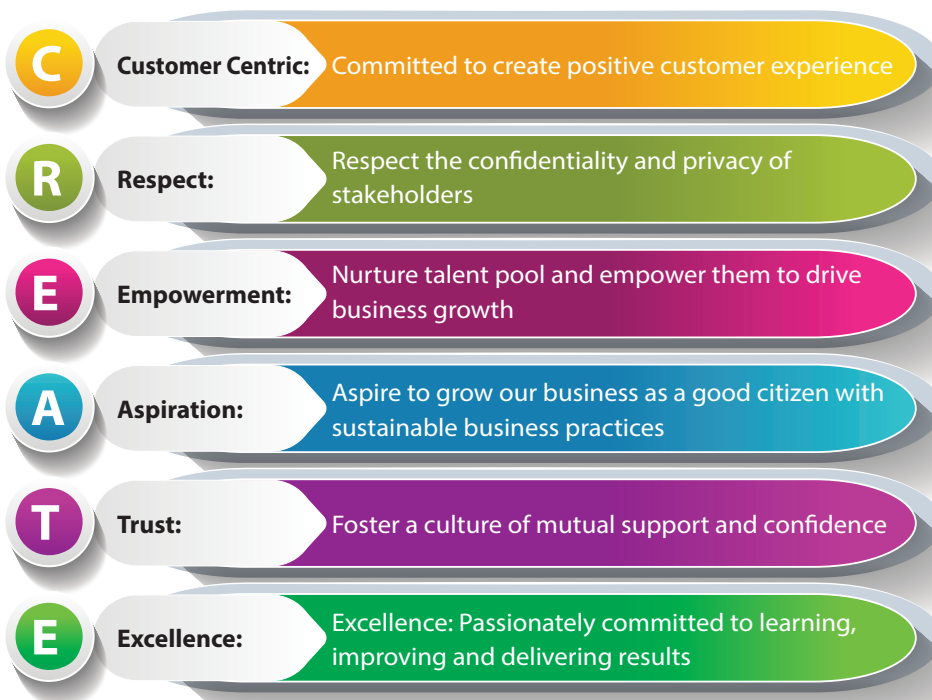 C
Customer Centric: Committed to create positive customer experience
R
Respect: Respect the confidentiality and privacy of
stakeholders
E
Empowerment: Nurture talent pool and empower them to drive
business growth
A
Aspiration: Aspire to grow our business as a good citizen with
sustainable business practices
T
Trust: Foster a culture of mutual support and confidence
E
Excellence: Excellence: Passionately committed to learning,
improving and delivering results